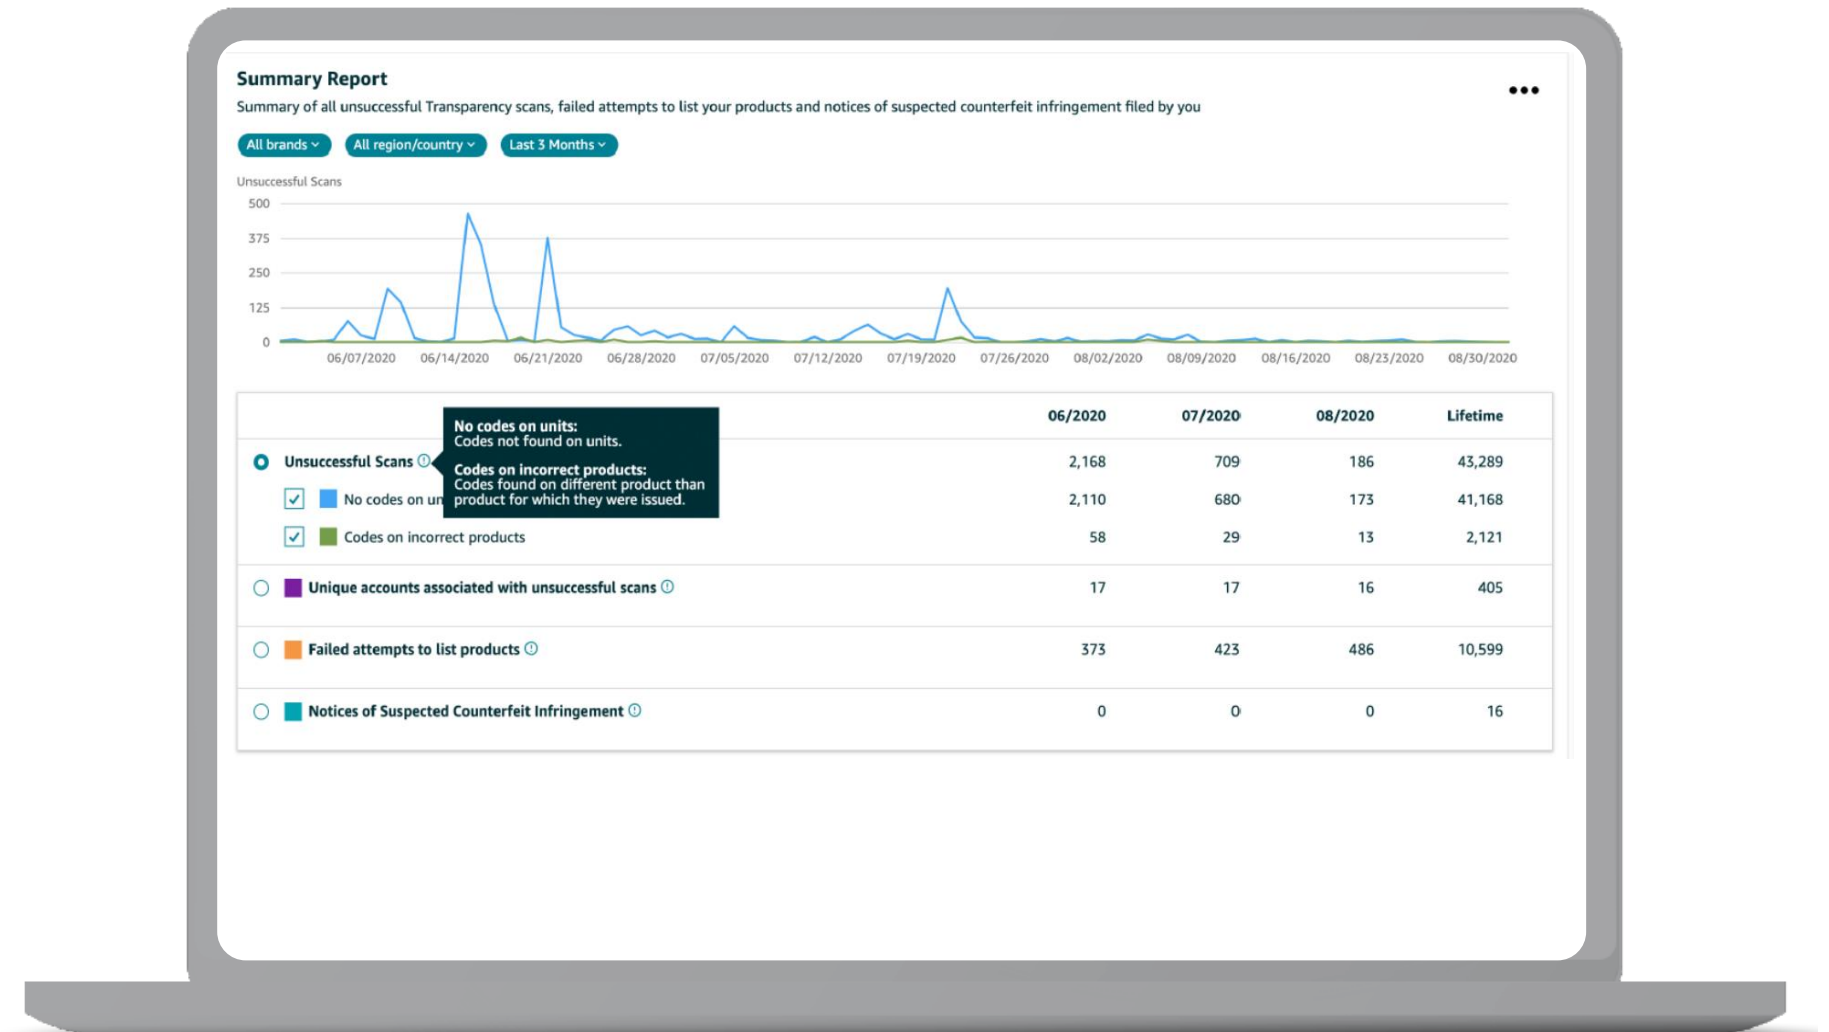 Summary Report
Summary of all unsuccessful Transparency scans, failed attempts to list your products and notices of suspected counterfeit infringement filed by you
All brands All region/country Last 3 Months
Unsuccessful Scans
500
375
250
125
0
06/07/2020 06/14/2020 06/21/2020 06/28/2020 07/05/2020 07/12/2020 07/19/2020 07/26/2020 08/02/2020 08/09/2020 08/16/2020 08/23/2020 08/30/2020
06/2020 07/2020 08/2020 Lifetime
No codes on units:
Codes not found on units.
Codes on incorrect products:
Codes found on different product than
product for which they were issued.
Unsuccessful Scans 2,168 709 186 43,289
No codes on un 2,110 680 173 41,168
Codes on incorrect products 58 29 13 2,121
Unique accounts associated with unsuccessful scans 17 17 16 405
Failed attempts to list products 373 423 486 10,599
Notices of Suspected Counterfeit Infringement 0 0 0 16